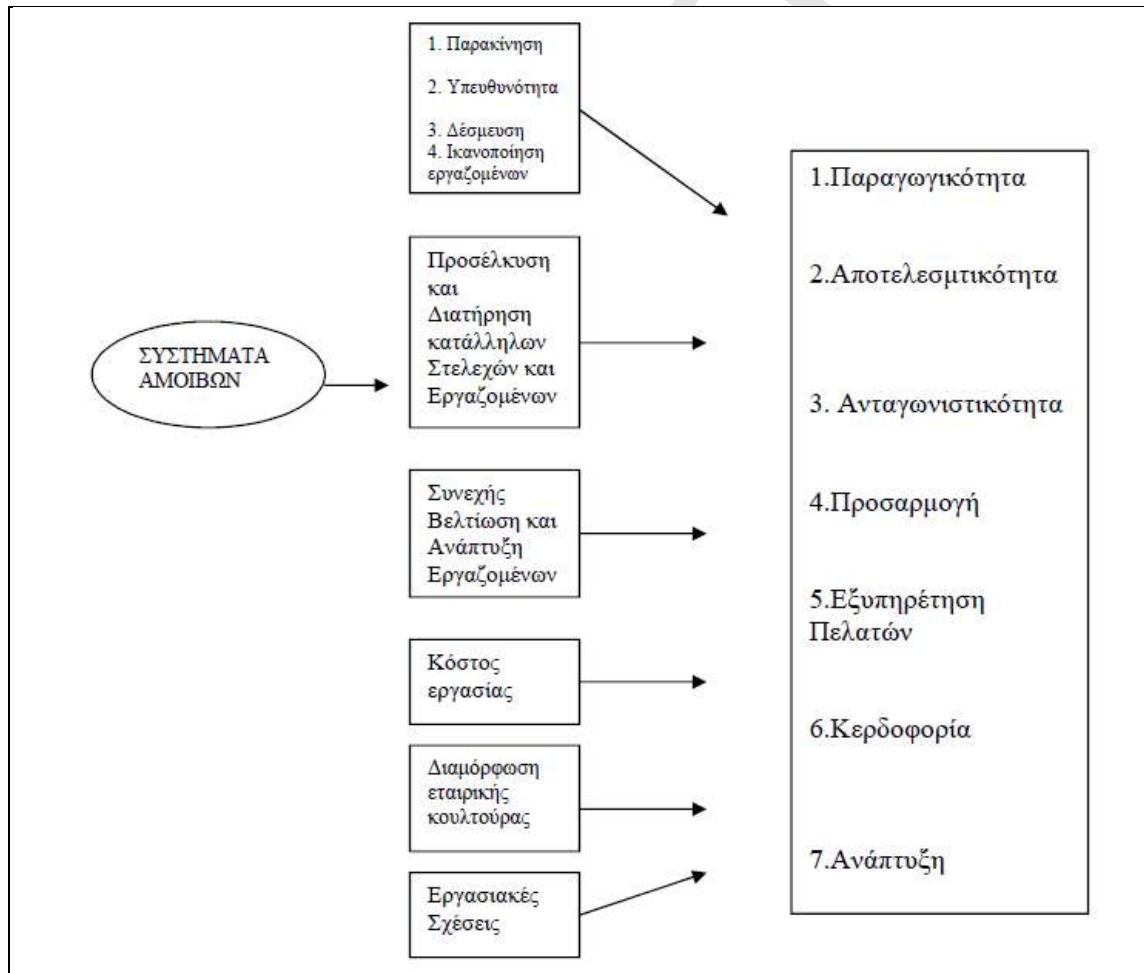 1. Παρακίνηση
2. Υπευθυνότητα
3. Δέσμευση
4. Ικανοποίηση
εργαζομένων
Προσέλκυση
και
Διατήρηση
κατάλληλων
Στελεχών και
Εργαζομένων
ΣΥΣΤΗΜΑΤΑ
ΑΜΟΙΒΩΝ
Συνεχής
Βελτίωση και
Ανάπτυξη
Εργαζομένων
Κόστος
εργασίας
Διαμόρφωση
εταιρικής
κουλτούρας
Εργασιακές
Σχέσεις
1.Παραγωγικότητα
2.Αποτελεσμτικότητα
3. Ανταγωνιστικότητα
4.Προσαρμογή
5.Εξυπηρέτηση
Πελατών
6.Κερδοφορία
7.Ανάπτυξη